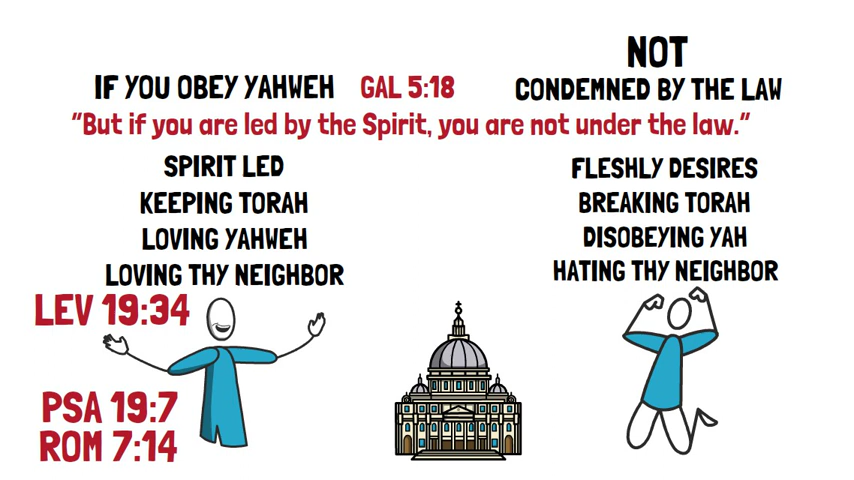 NOT
IF YOU OBEY YAHWEH GAL 5:18 CONDEMNED BY THE LAW
"But if you are led by the Spirit, you are not under the law."
SPIRIT LED
KEEPING TORAH
LOVING YAHWEH
LOVING THY NEIGHBOR
LEV 19:34
PSA 19:7
ROM 7:14
FLESHLY DESIRES
BREAKING TORAH
DISOBEYING YAH
HATING THY NEIGHBOR